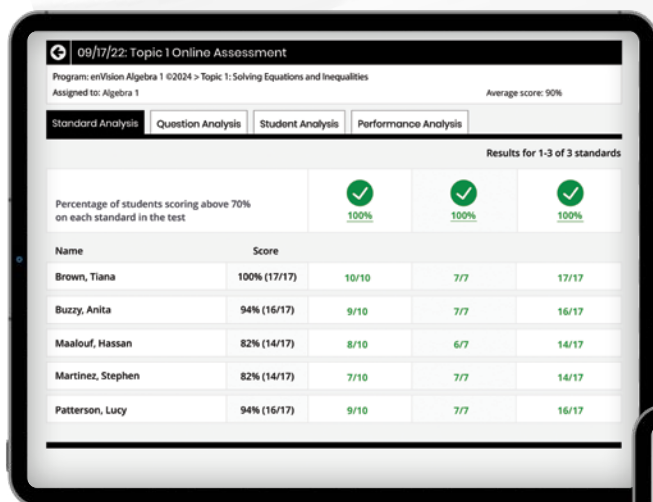 09/17/22: Topic 1 Online Assessment
Program: enVision Algebra 1 ©2024 > Topic 1: Solving Equations and Inequalities
Assigned to: Algebra 1 Average score: 90%
Standard Analysis Question Analysis Student Analysis Performance Analysis
Results for 1-3 of 3 standards
Percentage of students scoring above 70%
on each standard in the test
100% 100% 100%
Name Score
Brown, Tiana 100% (17/17) 10/10 7/7 17/17
Buzzy, Anita 94% (16/17) 9/10 7/7 16/17
Maalouf, Hassan 82% (14/17) 8/10 6/7 14/17
Martinez, Stephen 82% (14/17) 7/10 7/7 14/17
Patterson, Lucy 94% (16/17) 9/10 7/7 16/17